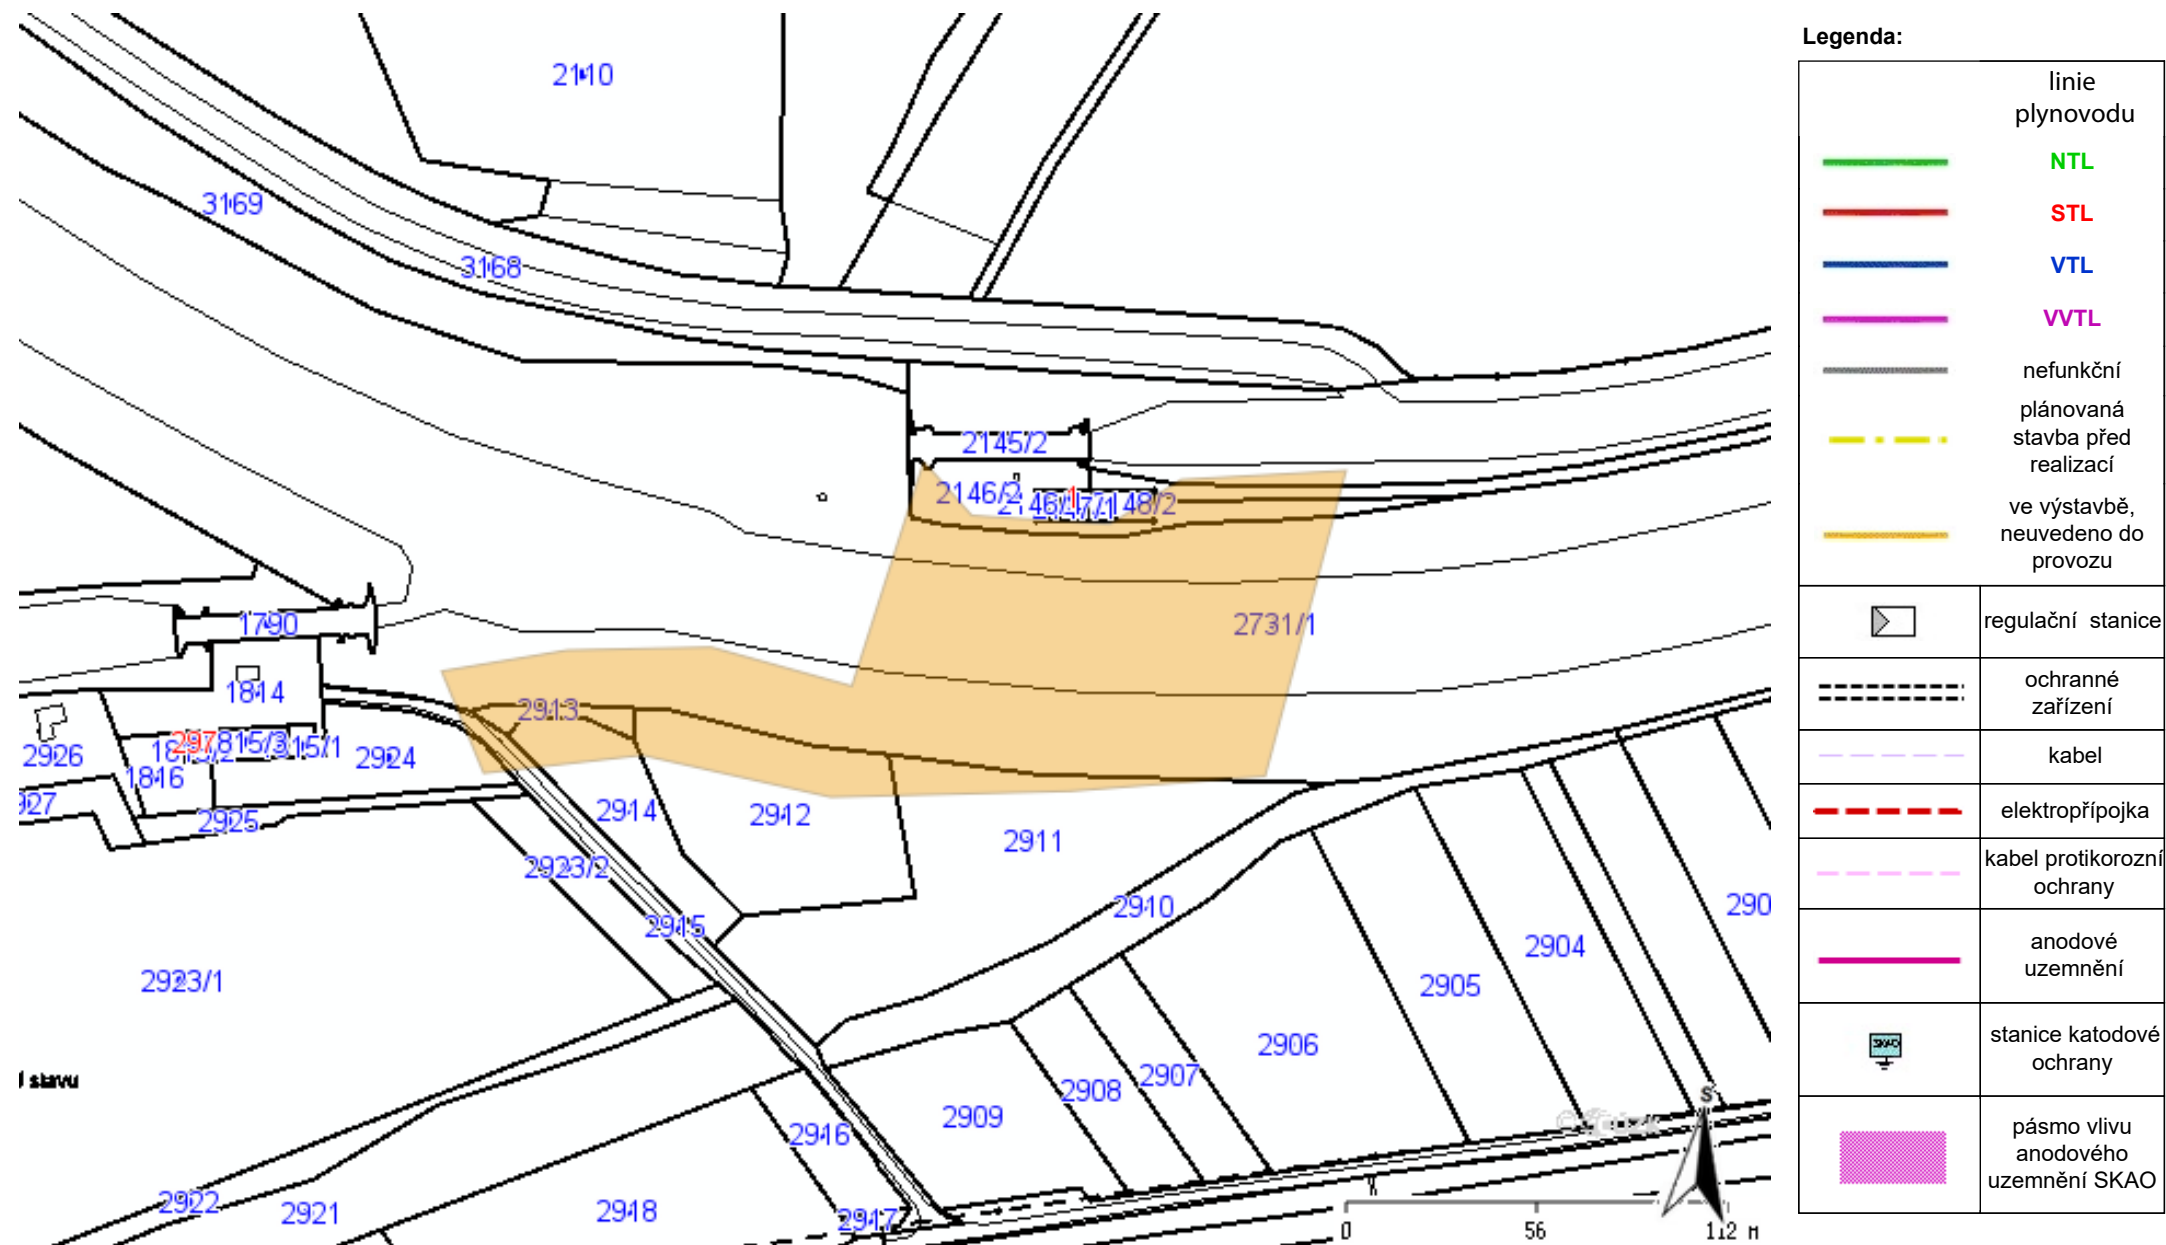 Legenda:
linie
plynovodu
NTL
STL
VTL
VVTL
nefunkční
plánovaná
stavba před
realizací
ve výstavbě,
neuvedeno do
provozu
regulační stanice
ochranné
zařízení
kabel
elektropřípojka
kabel protikorozní
ochrany
anodové
uzemnění
SKAO
stanice katodové
ochrany
pásmo vlivu
anodového
uzemnění SKAO
2110
3169
3168
2145/2
2146/2
2731/1
1790
1814
2913
2926
297
1816
2924
2925
2914
2912
2911
2923/2
2910
2915
290
2904
2923/1
2905
2906
2907
2908
2909
stavu
2916
2922
2921
2918
2917
S
0
56
112 M